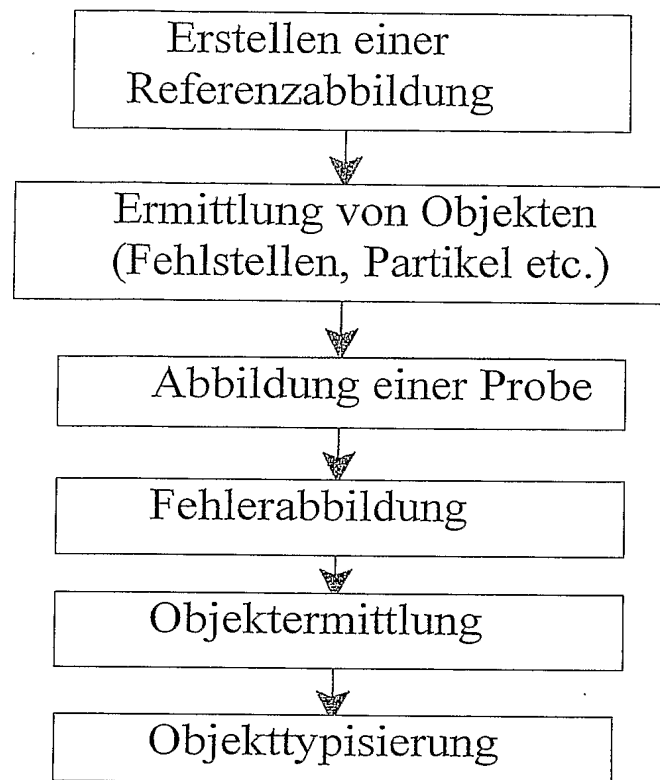 Erstellen einer
Referenzabbildung
Ermittlung von Objekten
(Fehlstellen, Partikel etc.)
Abbildung einer Probe
Fehlerabbildung
Objektermittlung
Objekttypisierung